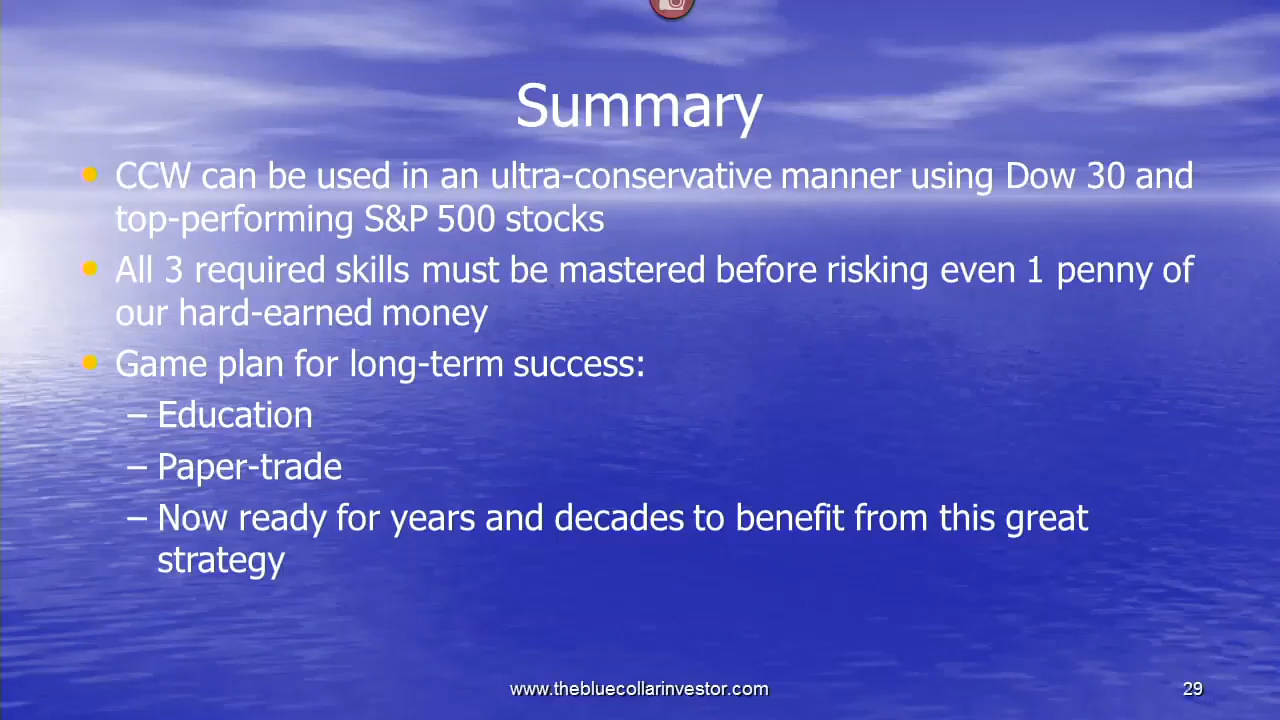 Summary
• CCW can be used in an ultra-conservative manner using Dow 30 and
top-performing S&P 500 stocks
• All 3 required skills must be mastered before risking even 1 penny of
our hard-earned money
• Game plan for long-term success:
– Education
– Paper-trade
– Now ready for years and decades to benefit from this great
strategy
www.thebluecollarinvestor.com
29